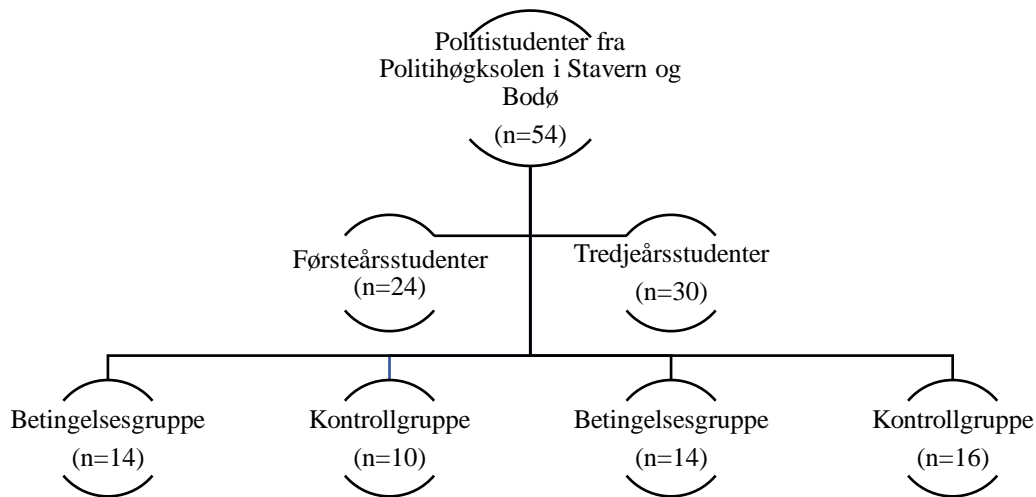 Politistudenter fra
Politihøgksolen i Stavern og
Bodø
(n=54)
Førsteårsstudenter
(n=24)
Tredjeårsstudenter
(n=30)
Betingelsesgruppe
(n=14)
Kontrollgruppe
(n=10)
Betingelsesgruppe
(n=14)
Kontrollgruppe
(n=16)